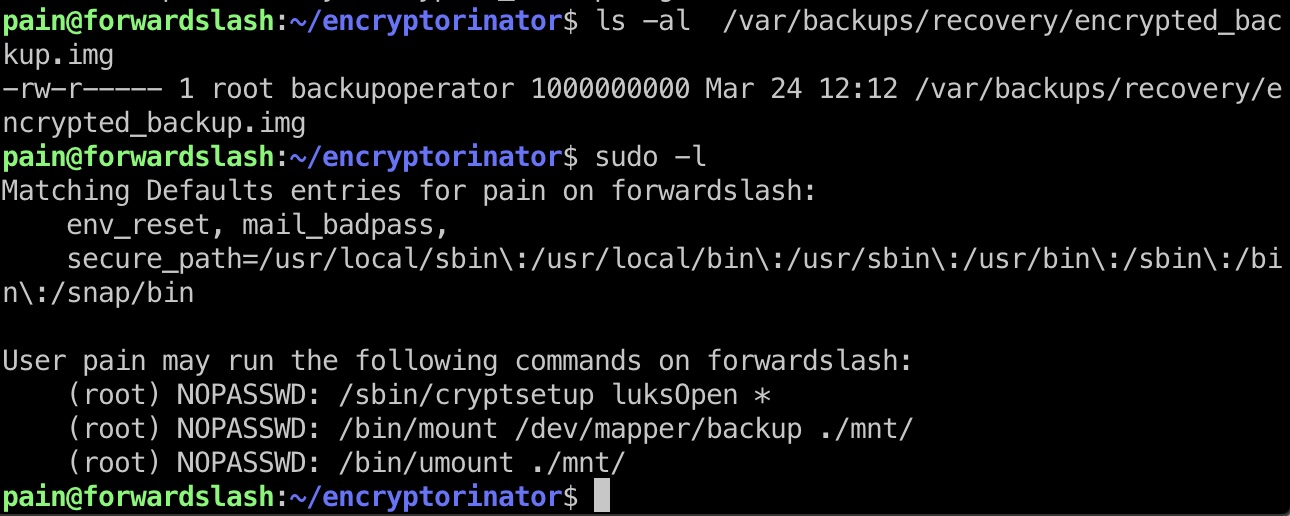 pain@forwardslash:~/encryptorinator$ ls -al  /var/backups/recovery/encrypted_bac
kup.img
-rw-r----- 1 root backupoperator 1000000000 Mar 24 12:12 /var/backups/recovery/e
ncrypted_backup.img
pain@forwardslash:~/encryptorinator$ sudo -l
Matching Defaults entries for pain on forwardslash:
    env_reset, mail_badpass,
    secure_path=/usr/local/sbin\:/usr/local/bin\:/usr/sbin\:/usr/bin\:/sbin\:/bi
n\:/snap/bin

User pain may run the following commands on forwardslash:
    (root) NOPASSWD: /sbin/cryptsetup luksOpen *
    (root) NOPASSWD: /bin/mount /dev/mapper/backup ./mnt/
    (root) NOPASSWD: /bin/umount ./mnt/
pain@forwardslash:~/encryptorinator$